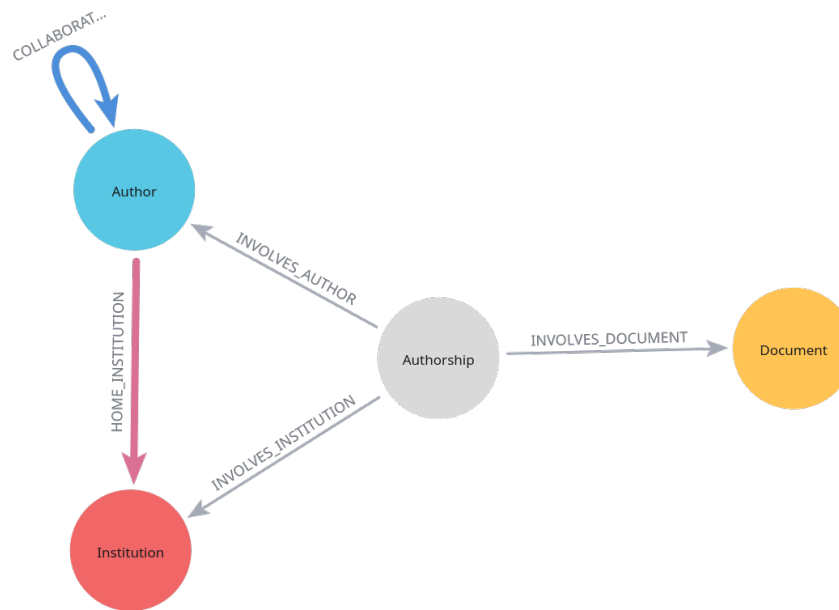 COLLABORAT...
Author
INVOLVES_AUTHOR
HOME_INSTITUTION
Authorship
INVOLVES_DOCUMENT
Document
INVOLVES_INSTITUTION
Institution